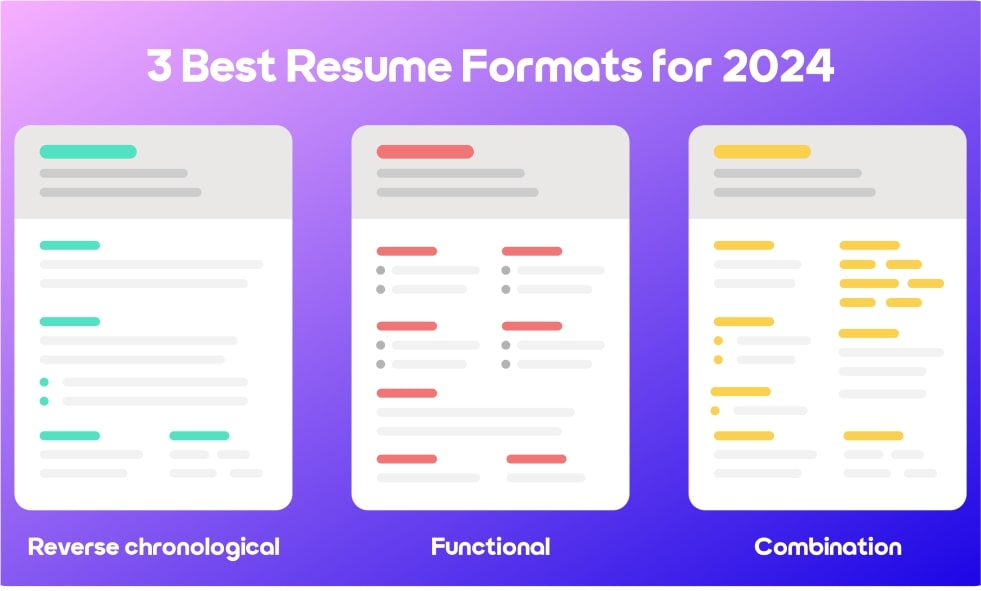 3 Best Resume Formats for 2024
Reverse chronological
Functional
Combination